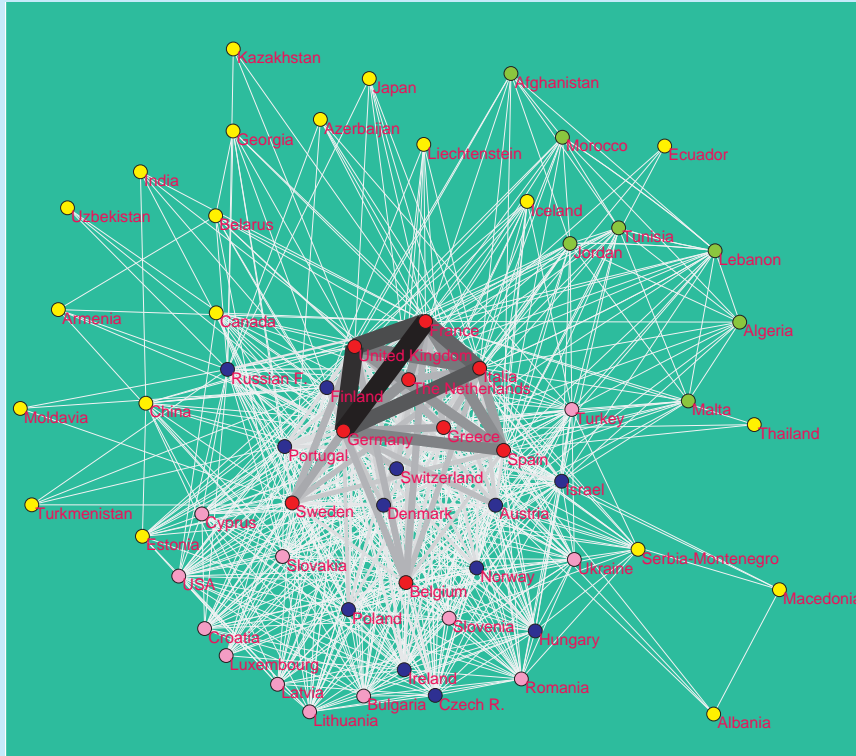 Kazakhstan
Japan
Afghanistan
Azerbaijan
Georgia
Liechtenstein
Morocco
Ecuador
India
Uzbekistan
Belarus
Iceland
Tunisia
Jordan
Lebanon
Armenia
Canada
France
Algeria
United Kingdom
Russian F.
Finland
The Netherlands
Italia
Moldavia
China
Turkey
Malta
Thailand
Germany
Greece
Portugal
Spain
Switzerland
Israel
Turkmenistan
Cyprus
Sweden
Denmark
Austria
Estonia
Slovakia
Serbia-Montenegro
USA
Norway
Ukraine
Belgium
Macedonia
Poland
Slovenia
Croatia
Hungary
Luxembourg
Ireland
Romania
Latvia
Bulgaria
Czech R.
Lithuania
Albania